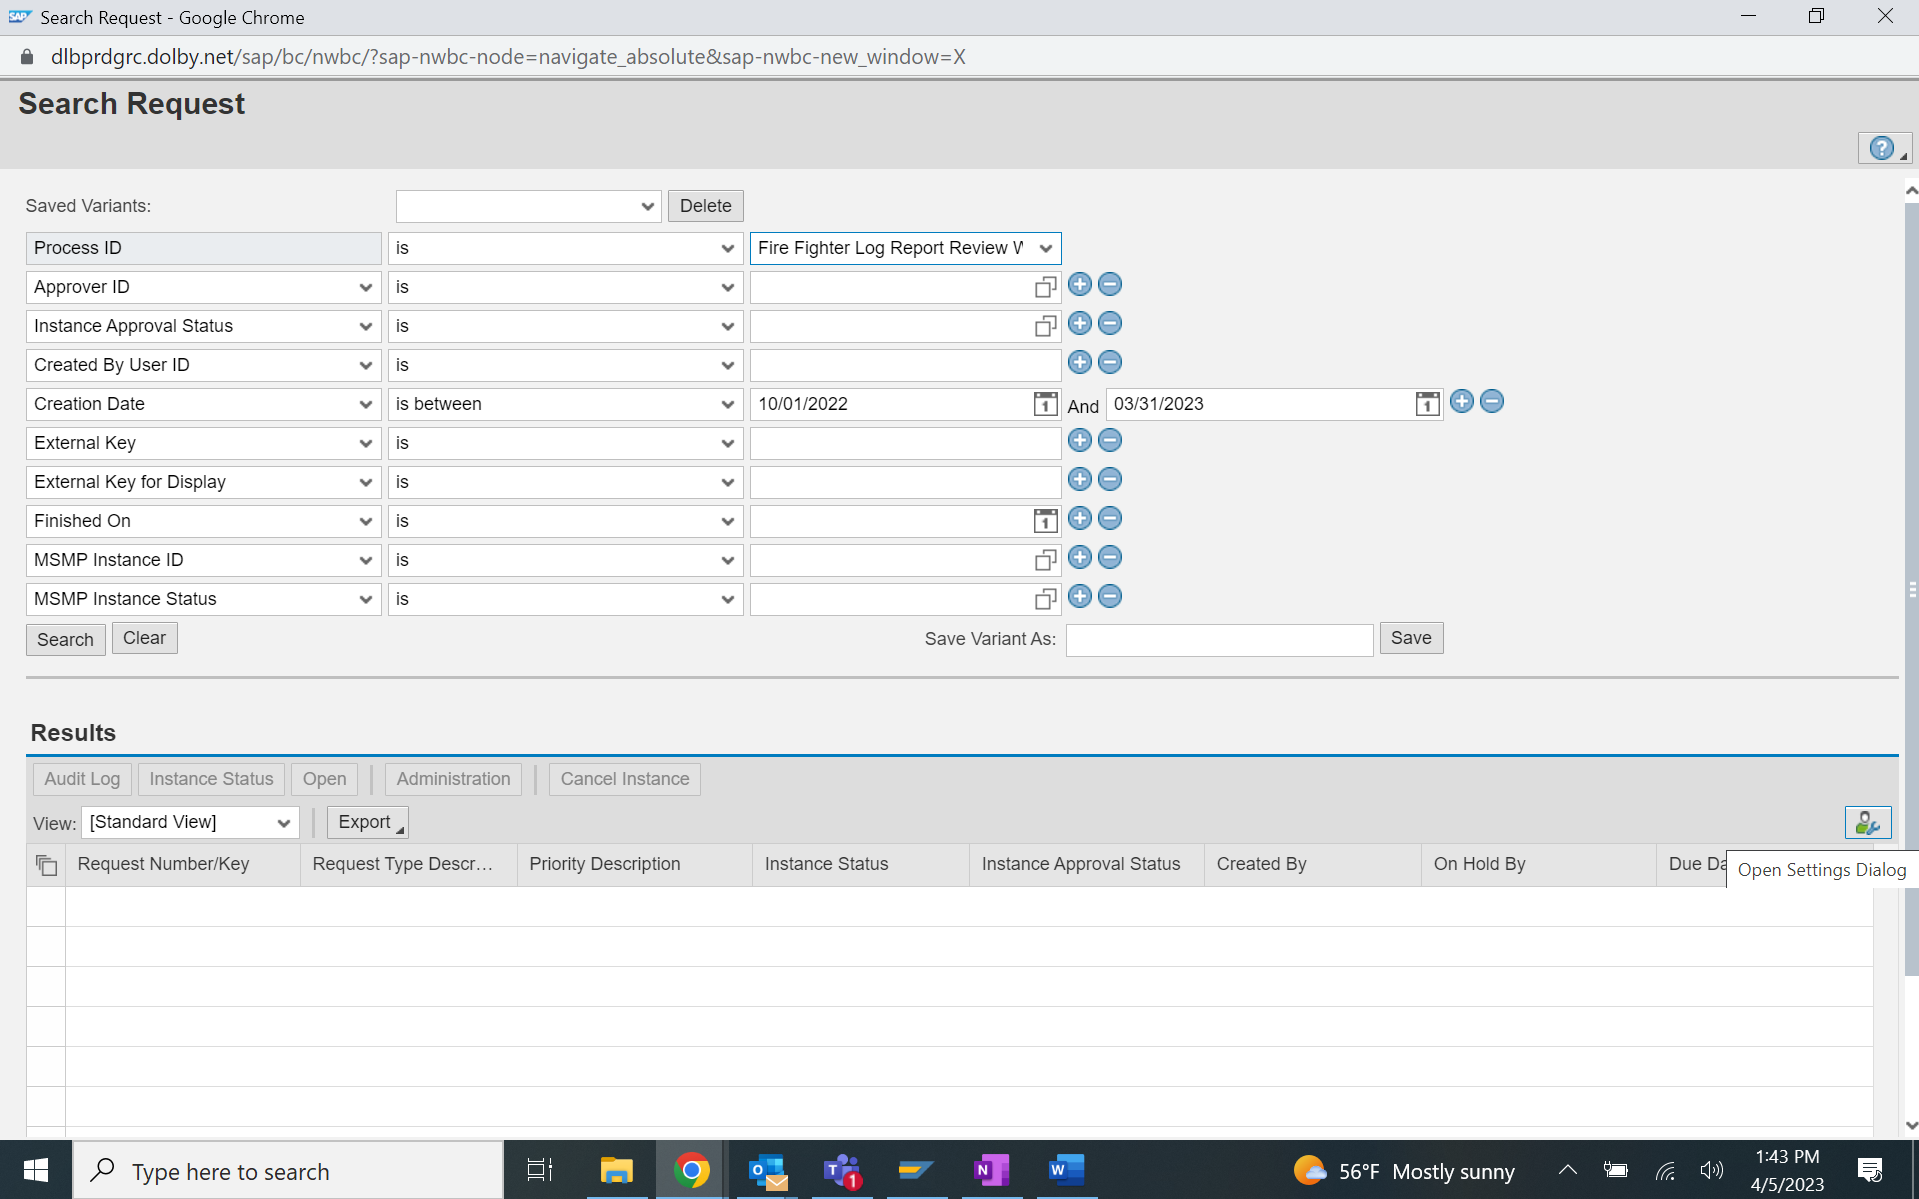 SAP Search Request - Google Chrome
dlbprdgrc.dolby.net/sap/bc/nwbc/?sap-nwbc-node=navigate_absolute&sap-nwbc-new_window=X
Search Request
?
Saved Variants: Delete
Process ID is Fire Fighter Log Report Review W
Approver ID is
Instance Approval Status is
Created By User ID is
Creation Date is between 10/01/2022 1 And 03/31/2023 1
External Key is
External Key for Display is
Finished On is 1
MSMP Instance ID is
MSMP Instance Status is
Search Clear Save Variant As: Save
Results
Audit Log Instance Status Open Administration Cancel Instance
View: [Standard View] Export
Request Number/Key Request Type Descr... Priority Description Instance Status Instance Approval Status Created By On Hold By Due Da
Open Settings Dialog
Type here to search O T 1 N W 56°F Mostly sunny 1:43 PM
4/5/2023